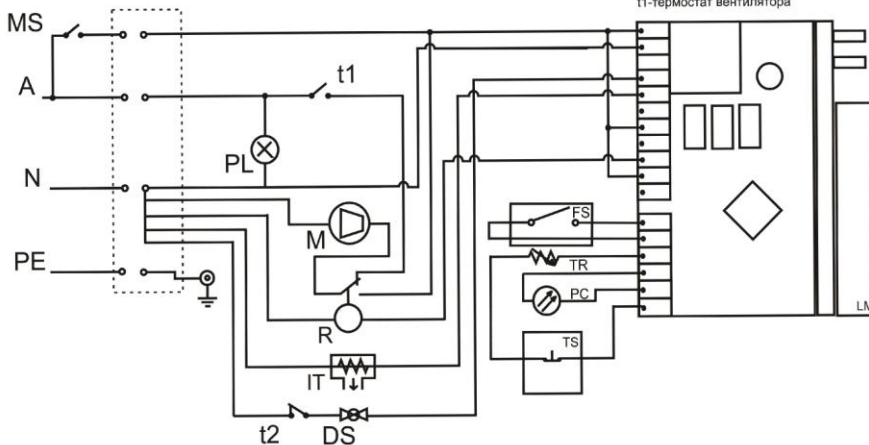 t1-термостат вентилятора
MS
A
t1
PL
N
FS
M
PE
TR
PC
R
LM
TS
IT
t2
DS